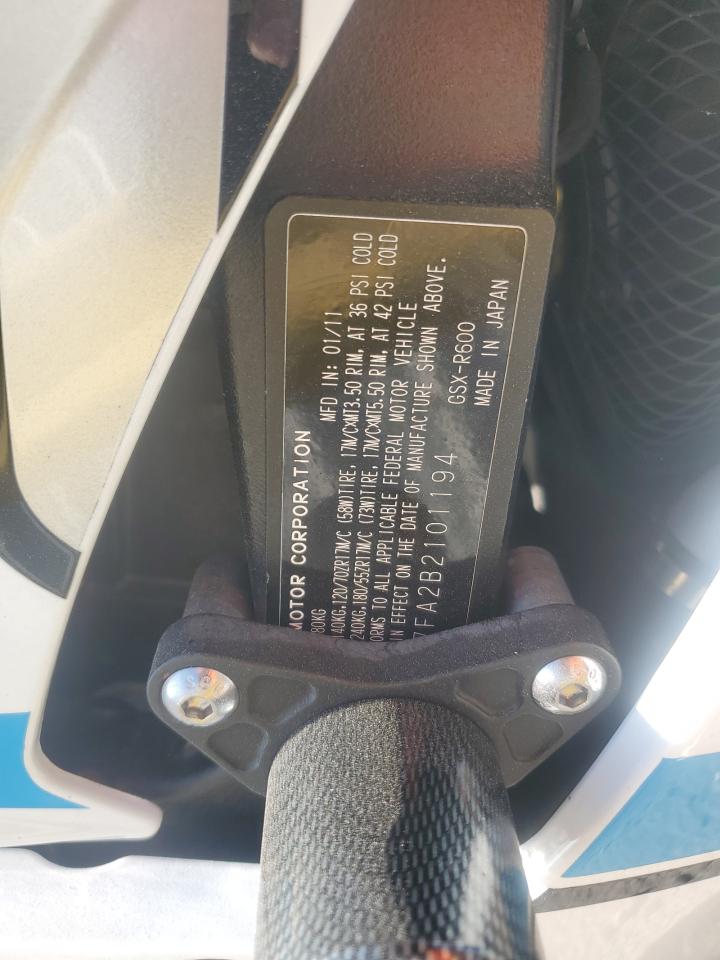 MOTOR CORPORATION MFD IN: 01/11
80KG
140KG,120/70ZR17M/C (58W)TIRE, 17M/CXMT3.50 RIM, AT 36 PSI COLD
240KG,180/55ZR17M/C (73W)TIRE, 17M/CXMT5.50 RIM, AT 42 PSI COLD
ORMS TO ALL APPLICABLE FEDERAL MOTOR VEHICLE
IN EFFECT ON THE DATE OF MANUFACTURE SHOWN ABOVE.
7FA2B2101194 GSX-R600
MADE IN JAPAN